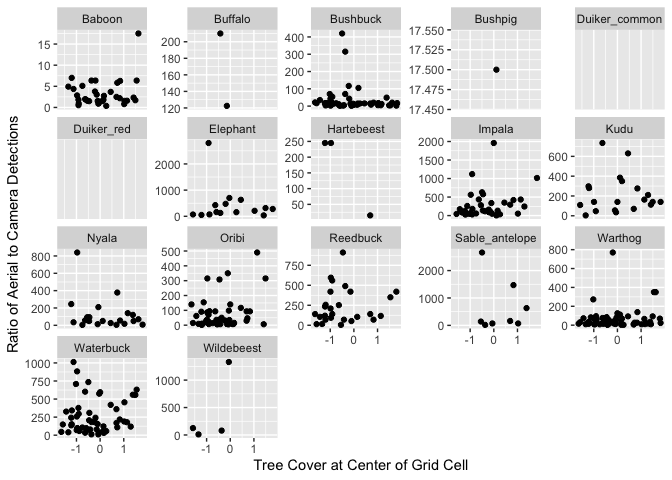 Baboon Buffalo Bushbuck Bushpig Duiker_common
15 10 5 0
200 180 160 140 120
400 300 200 100 0
17.550 17.525 17.500 17.475 17.450
Duiker_red Elephant Hartebeest Impala Kudu
2000 1000 0
250 200 150 100 50
2000 1500 1000 500 0
600 400 200 0
Nyala Oribi Reedbuck Sable_antelope Warthog
800 600 400 200 0
500 400 300 200 100 0
750 500 250 0
2000 1000 0
800 600 400 200 0
-1 0 1
-1 0 1
-1 0 1
Waterbuck Wildebeest
1000 750 500 250 0
1000 500 0
-1 0 1
-1 0 1
Ratio of Aerial to Camera Detections
Tree Cover at Center of Grid Cell